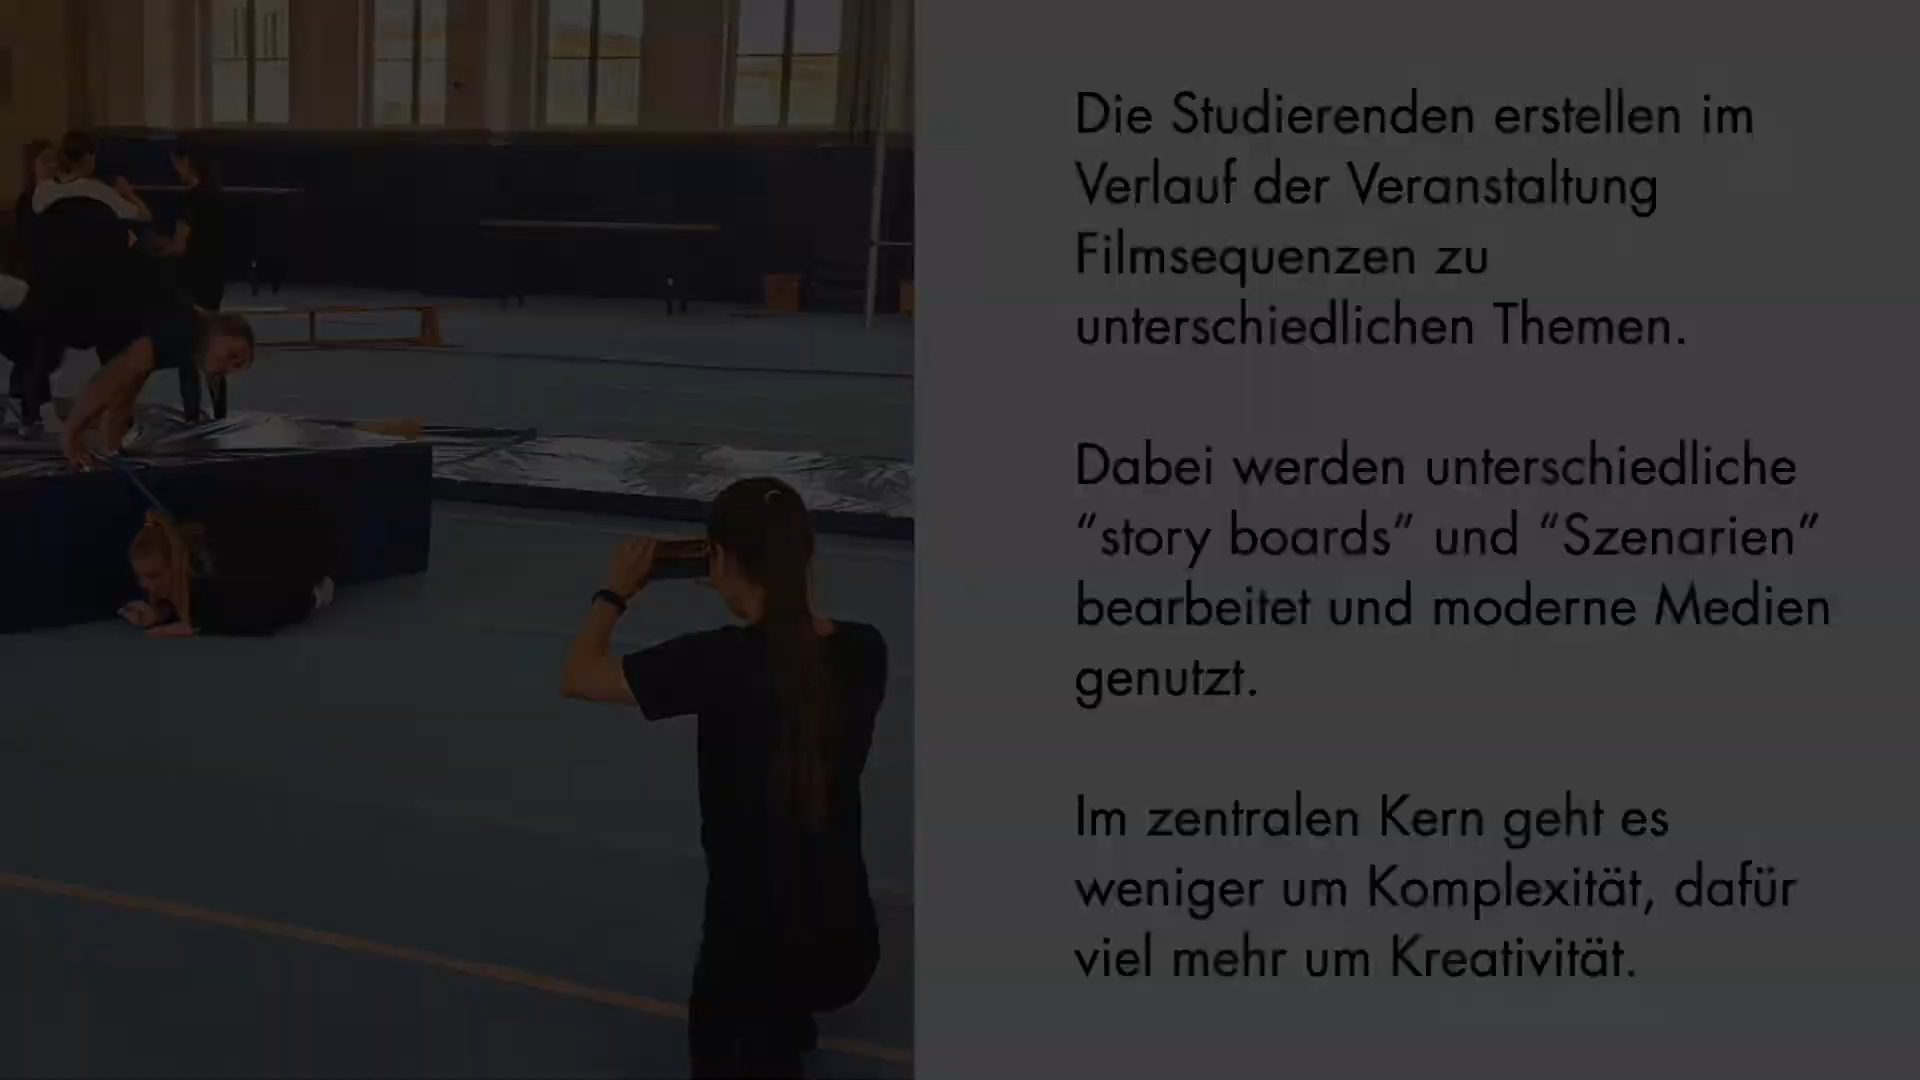 Die Studierenden erstellen im
Verlauf der Veranstaltung
Filmsequenzen zu
unterschiedlichen Themen.
Dabei werden unterschiedliche
“story boards” und “Szenarien”
bearbeitet und moderne Medien
genutzt.
Im zentralen Kern geht es
weniger um Komplexität, dafür
viel mehr um Kreativität.